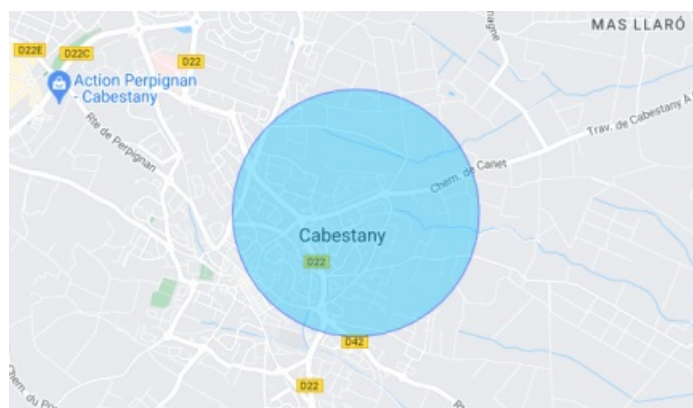 MAS LLARÓ
D22E
D22C
D22
Action Perpignan
- Cabestany
Rte de Perpignan
Trav. de Cabestany À
Chem. de Canet
Cabestany
D22
D42
D22
Chem. du